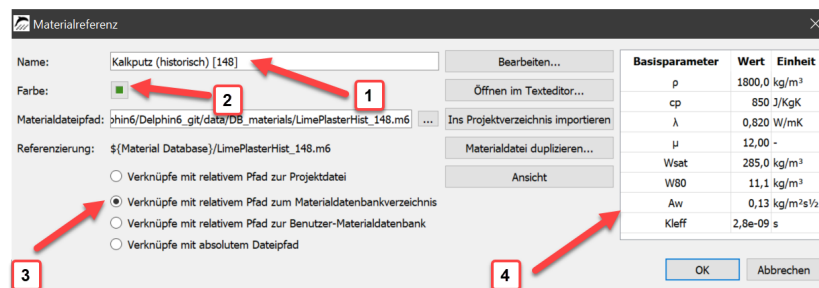 Materialreferenz
Name: Kalkputz (historisch) [148] Bearbeiten...
Farbe: Öffnen im Texteditor...
Materialdateipfad: phin6/Delphin6_git/data/DB_materials/LimePlasterHist_148.m6 ... Ins Projektverzeichnis importieren
Referenzierung: ${Material Database}/LimePlasterHist_148.m6 Materialdatei duplizieren...
Verknüpfe mit relativem Pfad zur Projektdatei Ansicht
Verknüpfe mit relativem Pfad zum Materialdatenbankverzeichnis
Verknüpfe mit relativem Pfad zur Benutzer-Materialdatenbank
Verknüpfe mit absolutem Dateipfad
Basisparameter Wert Einheit
ρ 1800,0 kg/m³
cp 850 J/KgK
λ 0,820 W/mK
μ 12,00 -
Wsat 285,0 kg/m³
W80 11,1 kg/m³
Aw 0,13 kg/m²s½
Kleff 2,8e-09 s
OK Abbrechen
1
2
3
4